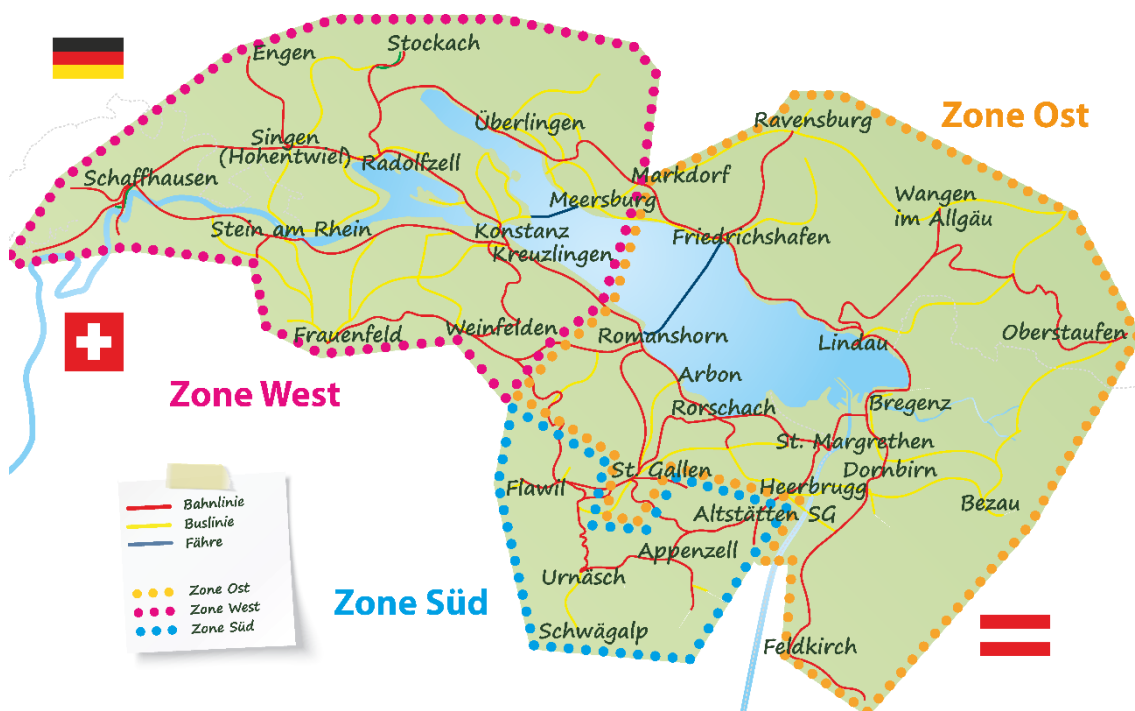 Engen
Stockach
Zone Ost
Überlingen
Ravensburg
Singen
(Hohentwiel)
Radolfzell
Schaffhausen
Markdorf
Wangen
im Allgäu
Meersburg
Stein am Rhein
Konstanz
Friedrichshafen
Kreuzlingen
Frauenfeld
Weinfelden
Romanshorn
Lindau
Oberstaufen
Zone West
Arbon
Rorschach
Bregenz
St. Margrethen
St. Gallen
Dornbirn
Flawil
Heerbrugg
Bezau
Altstätten SG
Appenzell
Urnäsch
Zone Süd
Schwägalp
Feldkirch
Bahnlinie
Buslinie
Fähre
Zone Ost
Zone West
Zone Süd